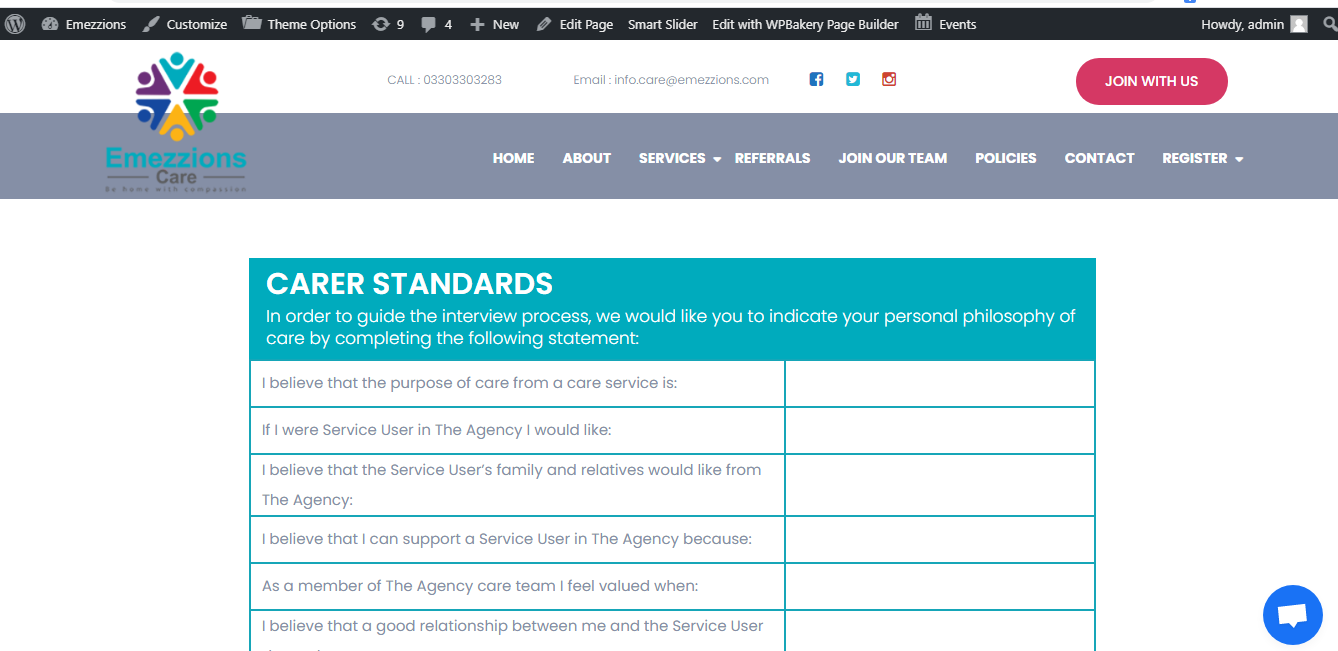 Emezzions Customize Theme Options 9 4 New Edit Page Smart Slider Edit with WPBakery Page Builder Events Howdy, admin
CALL : 03303303283 Email : info.care@emezzions.com JOIN WITH US
Emezzions
Care
Be home with compassion
HOME ABOUT SERVICES REFERRALS JOIN OUR TEAM POLICIES CONTACT REGISTER
CARER STANDARDS
In order to guide the interview process, we would like you to indicate your personal philosophy of
care by completing the following statement:
I believe that the purpose of care from a care service is:
If I were Service User in The Agency I would like:
I believe that the Service User’s family and relatives would like from
The Agency:
I believe that I can support a Service User in The Agency because:
As a member of The Agency care team I feel valued when:
I believe that a good relationship between me and the Service User